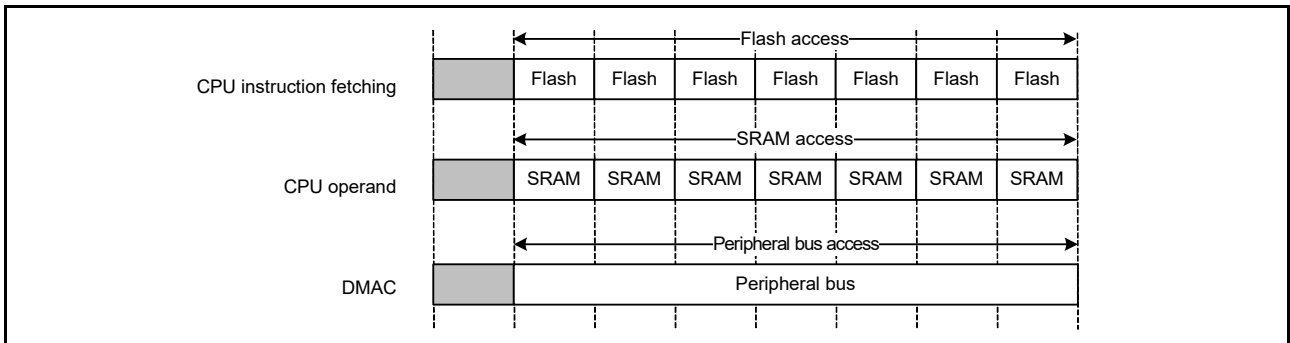 Flash access
CPU instruction fetching Flash Flash Flash Flash Flash Flash Flash
SRAM access
CPU operand SRAM SRAM SRAM SRAM SRAM SRAM SRAM
Peripheral bus access
DMAC Peripheral bus